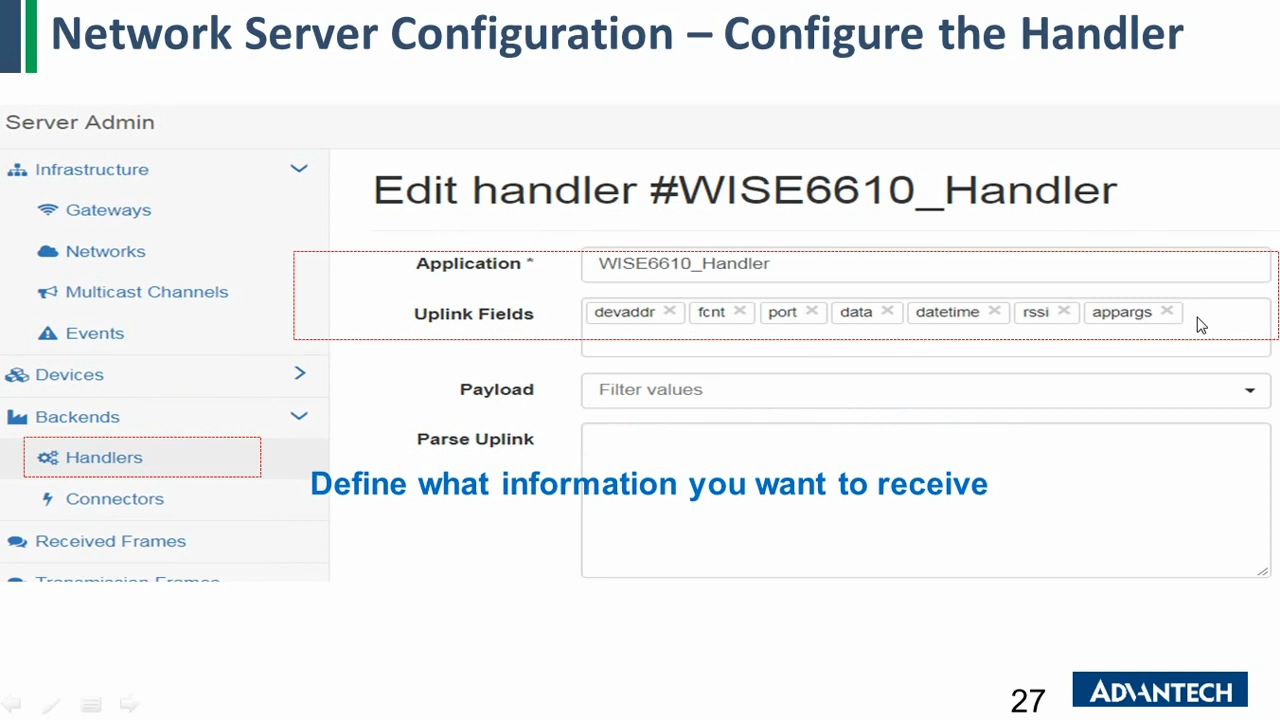 Network Server Configuration – Configure the Handler
Server Admin
Infrastructure
Gateways
Networks
Multicast Channels
Events
Devices
Backends
Handlers
Connectors
Received Frames
Transmission Frames
Edit handler #WISE6610_Handler
Application * WISE6610_Handler
Uplink Fields devaddr × fcnt × port × data × datetime × rssi × appargs ×
Payload Filter values
Parse Uplink
Define what information you want to receive
27
ADVANTECH